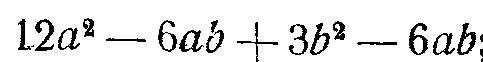 12a² — 6ab + 3b² — 6ab;